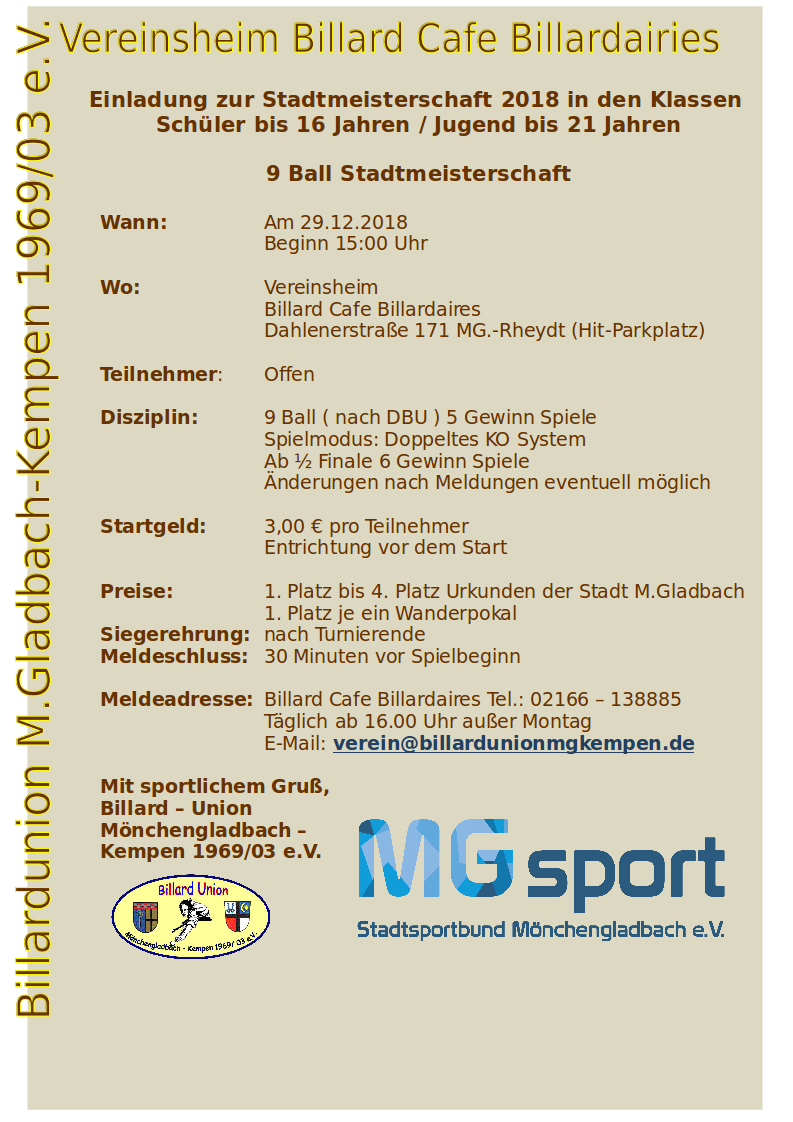 Vereinsheim Billard Cafe Billardairies
Billardunion M.Gladbach-Kempen 1969/03 e.V.
Einladung zur Stadtmeisterschaft 2018 in den Klassen
Schüler bis 16 Jahren / Jugend bis 21 Jahren
9 Ball Stadtmeisterschaft
Wann: Am 29.12.2018
Beginn 15:00 Uhr
Wo: Vereinsheim
Billard Cafe Billardaires
Dahlenerstraße 171 MG.-Rheydt (Hit-Parkplatz)
Teilnehmer: Offen
Disziplin: 9 Ball ( nach DBU ) 5 Gewinn Spiele
Spielmodus: Doppeltes KO System
Ab ½ Finale 6 Gewinn Spiele
Änderungen nach Meldungen eventuell möglich
Startgeld: 3,00 € pro Teilnehmer
Entrichtung vor dem Start
Preise: 1. Platz bis 4. Platz Urkunden der Stadt M.Gladbach
1. Platz je ein Wanderpokal
Siegerehrung: nach Turnierende
Meldeschluss: 30 Minuten vor Spielbeginn
Meldeadresse: Billard Cafe Billardaires Tel.: 02166 – 138885
Täglich ab 16.00 Uhr außer Montag
E-Mail: verein@billardunionmgkempen.de
Mit sportlichem Gruß,
Billard – Union
Mönchengladbach –
Kempen 1969/03 e.V.
Billard Union
Mönchengladbach - Kempen 1969/ 03 e.V.
MG sport
Stadtsportbund Mönchengladbach e.V.